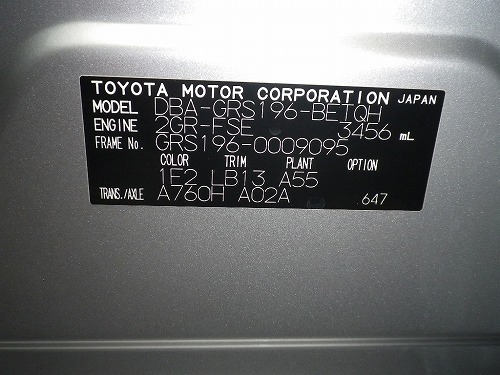 TOYOTA MOTOR CORPORATION JAPAN
MODEL DBA-GRS196-BETQH
ENGINE 2GR-FSE 3456 mL
FRAME No. GRS196-0009095
COLOR TRIM PLANT OPTION
1E2 LB13 A55
TRANS./AXLE A760H A02A 647